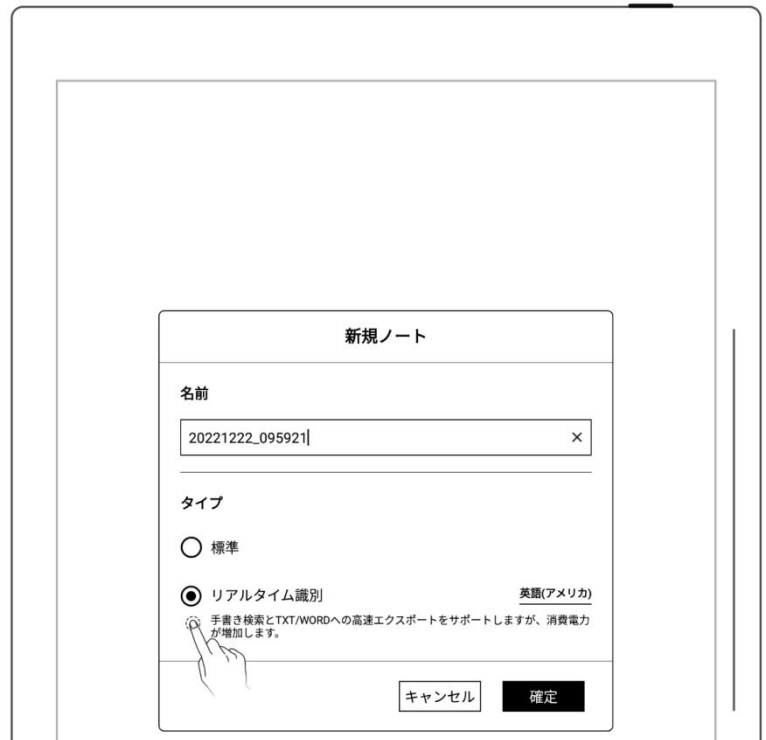 新規ノート
名前
20221222_095921
タイプ
標準
リアルタイム識別 英語(アメリカ)
手書き検索とTXT/WORDへの高速エクスポートをサポートしますが、消費電力
が増加します。
キャンセル 確定